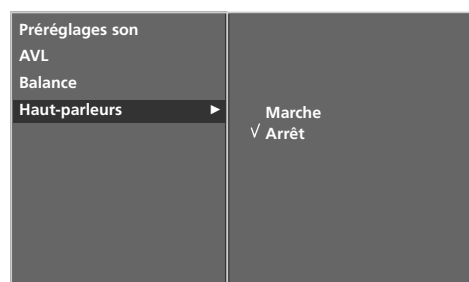 Préréglages son
AVL
Balance
Haut-parleurs ►
Marche
√ Arrêt